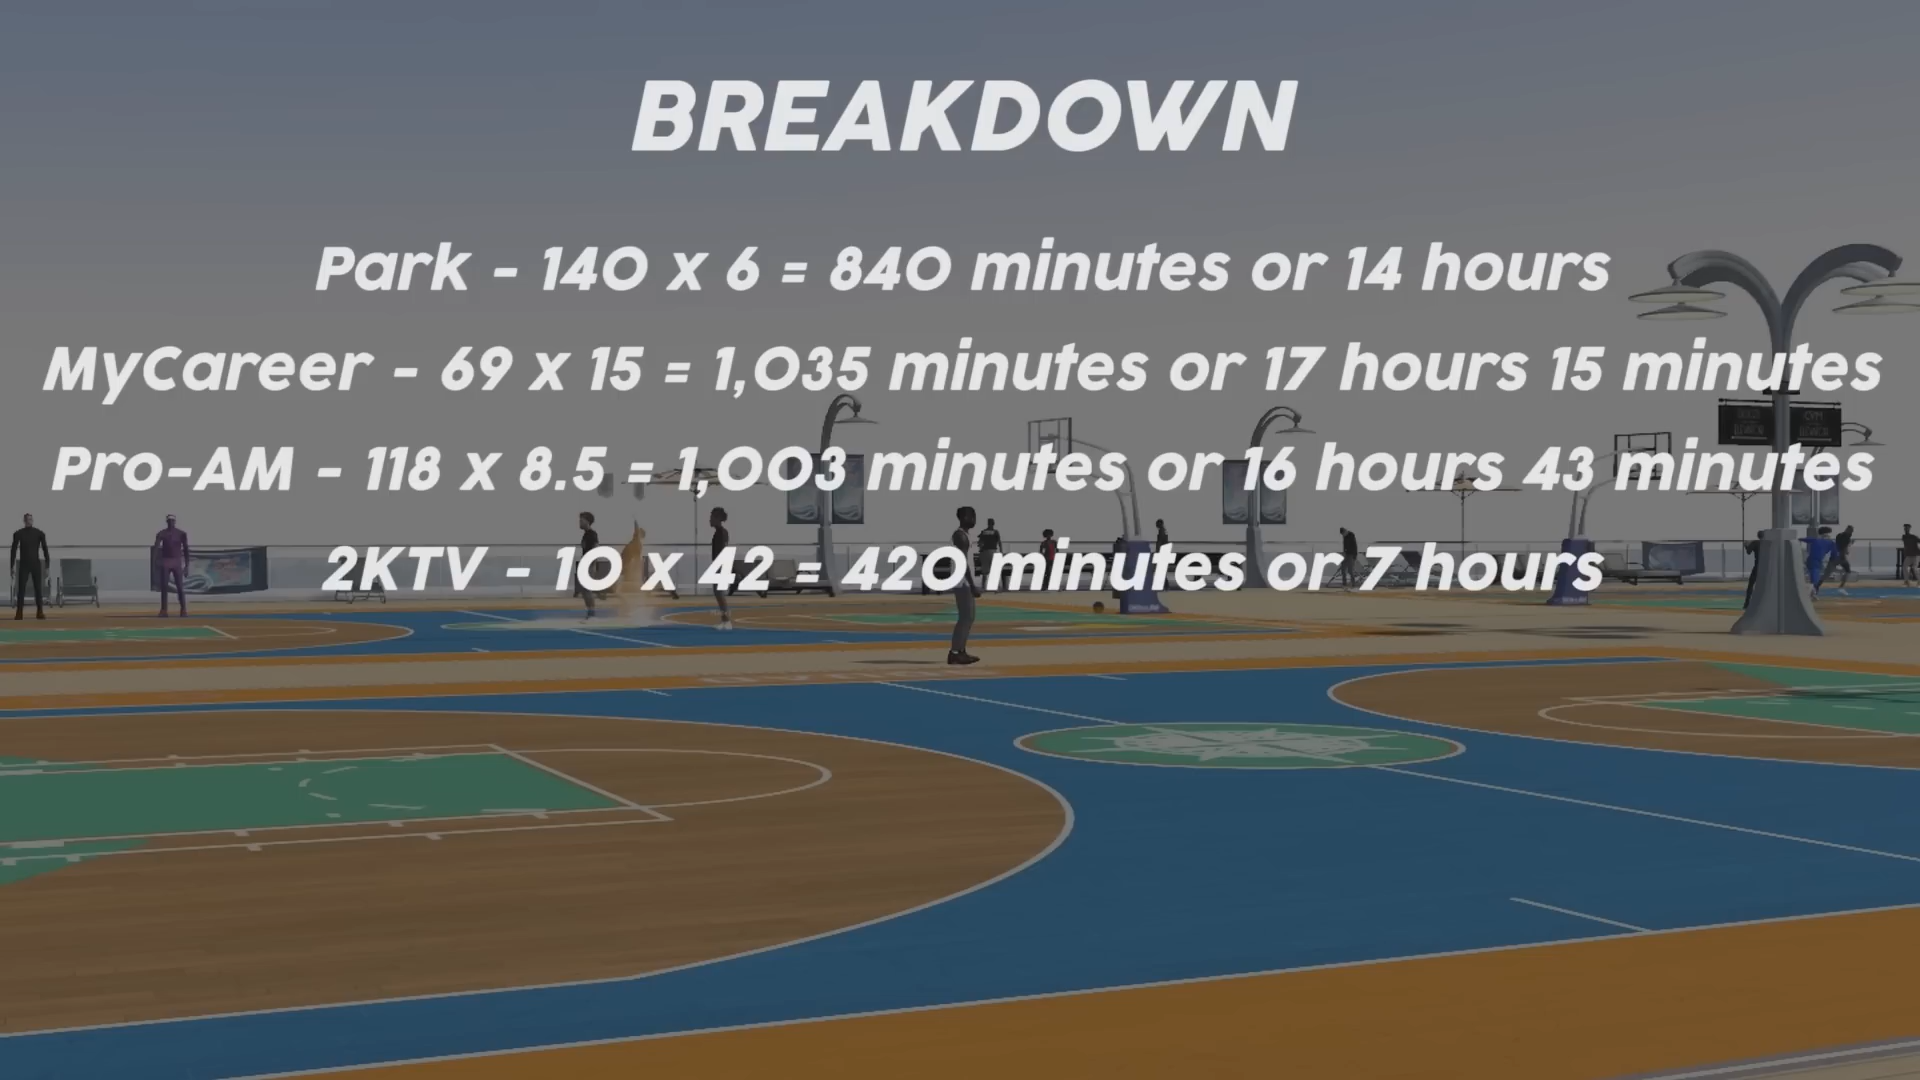 BREAKDOWN
Park - 140 x 6 = 840 minutes or 14 hours
MyCareer - 69 x 15 = 1,035 minutes or 17 hours 15 minutes
Pro-AM - 118 x 8.5 = 1,003 minutes or 16 hours 43 minutes
2KTV - 10 x 42 = 420 minutes or 7 hours